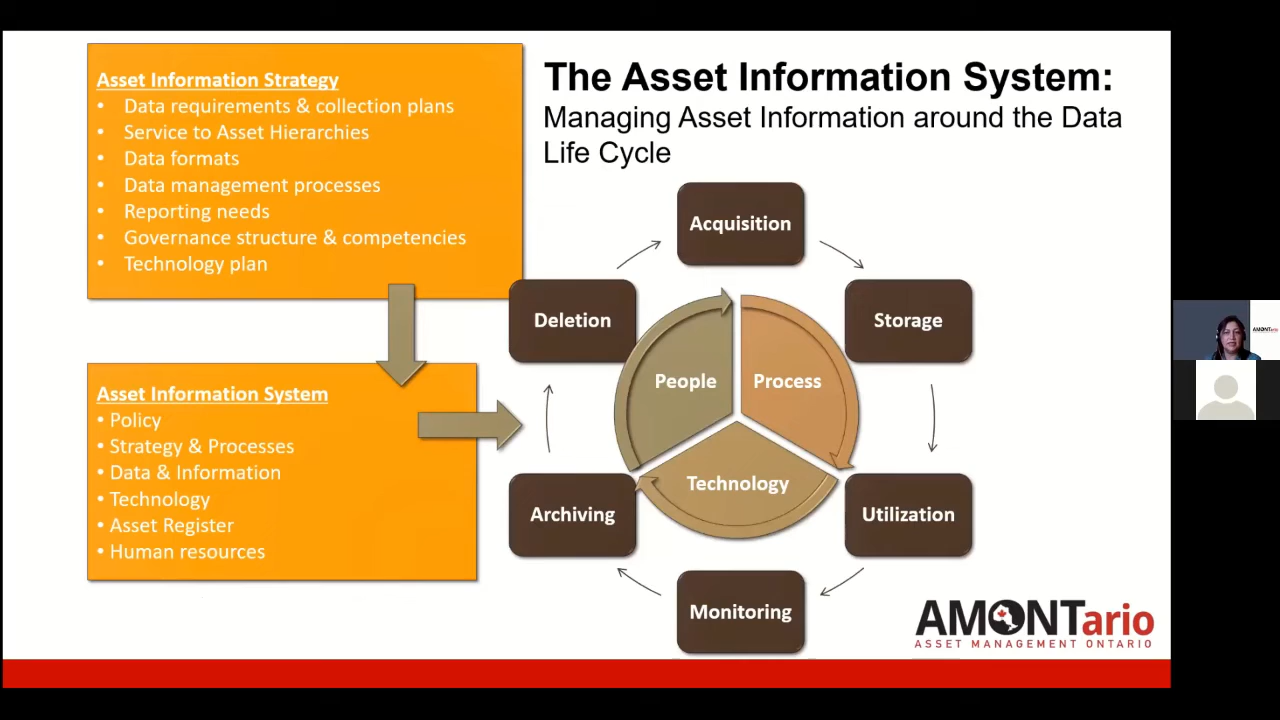 Asset Information Strategy
• Data requirements & collection plans
• Service to Asset Hierarchies
• Data formats
• Data management processes
• Reporting needs
• Governance structure & competencies
• Technology plan
The Asset Information System:
Managing Asset Information around the Data
Life Cycle
Asset Information System
• Policy
• Strategy & Processes
• Data & Information
• Technology
• Asset Register
• Human resources
Acquisition
Storage
Utilization
Monitoring
Archiving
Deletion
People
Process
Technology
AMONTario
ASSET MANAGEMENT ONTARIO
AMONTario